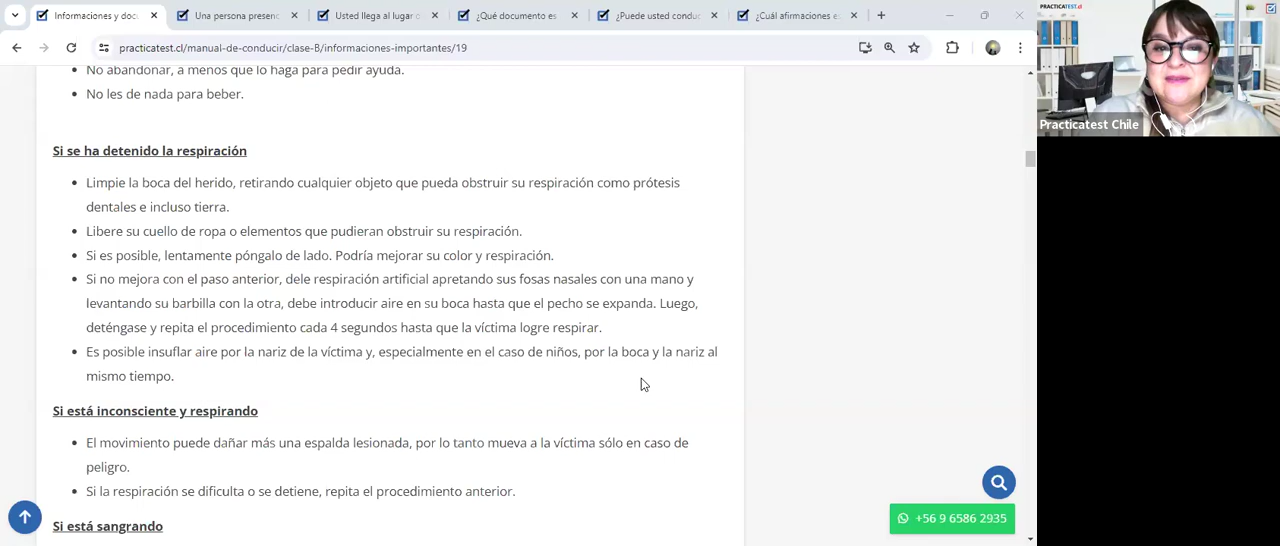 Informaciones y docum
Una persona presenc
Usted llega al lugar o
¿Qué documento es
¿Puede usted conduc
¿Cuál afirmaciones e
practicatest.cl/manual-de-conducir/clase-B/informaciones-importantes/19
PRACTICATEST.cl
Practicatest Chile
No abandonar, a menos que lo haga para pedir ayuda.
No les de nada para beber.
Si se ha detenido la respiración
Limpie la boca del herido, retirando cualquier objeto que pueda obstruir su respiración como prótesis
dentales e incluso tierra.
Libere su cuello de ropa o elementos que pudieran obstruir su respiración.
Si es posible, lentamente póngalo de lado. Podría mejorar su color y respiración.
Si no mejora con el paso anterior, dele respiración artificial apretando sus fosas nasales con una mano y
levantando su barbilla con la otra, debe introducir aire en su boca hasta que el pecho se expanda. Luego,
deténgase y repita el procedimiento cada 4 segundos hasta que la víctima logre respirar.
Es posible insuflar aire por la nariz de la víctima y, especialmente en el caso de niños, por la boca y la nariz al
mismo tiempo.
Si está inconsciente y respirando
El movimiento puede dañar más una espalda lesionada, por lo tanto mueva a la víctima sólo en caso de
peligro.
Si la respiración se dificulta o se detiene, repita el procedimiento anterior.
Si está sangrando
+56 9 6586 2935